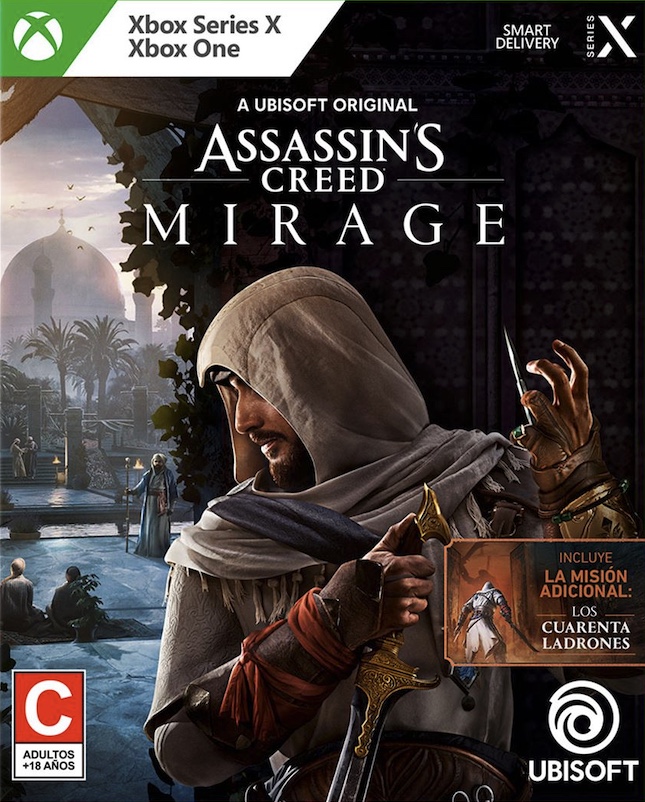 Xbox Series X
Xbox One
SMART
DELIVERY
SERIES X
A UBISOFT ORIGINAL
ASSASSIN'S
CREED
MIRAGE
INCLUYE
LA MISIÓN
ADICIONAL:
LOS
CUARENTA
LADRONES
C
ADULTOS
+18 AÑOS
UBISOFT